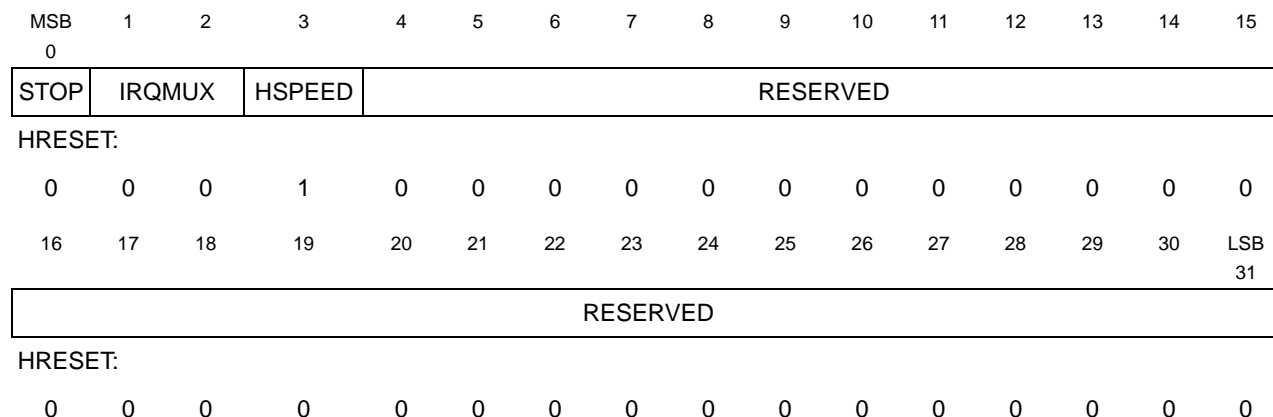 MSB 1 2 3 4 5 6 7 8 9 10 11 12 13 14 15
0
STOP IRQMUX HSPEED RESERVED
HRESET:
0 0 0 1 0 0 0 0 0 0 0 0 0 0 0 0
16 17 18 19 20 21 22 23 24 25 26 27 28 29 30 LSB
31
RESERVED
HRESET:
0 0 0 0 0 0 0 0 0 0 0 0 0 0 0 0